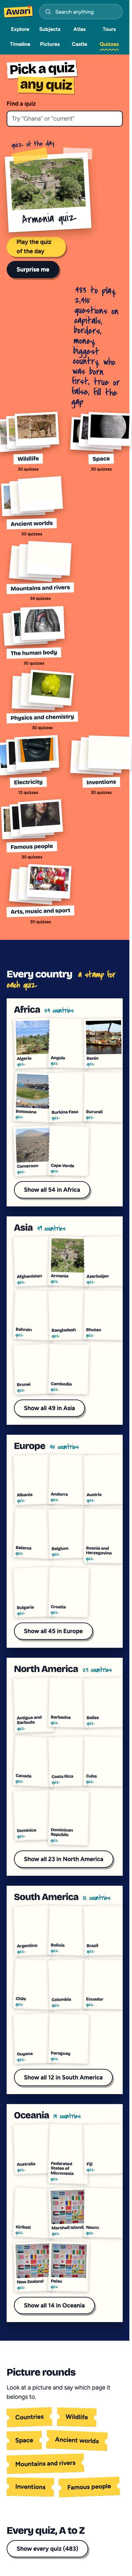 Awan
Search anything
Explore Subjects Atlas Tours
Timeline Pictures Castle Quizzes
Pick a quiz
any quiz
Find a quiz
Try "Ghana" or "current"
quiz of the day
Armenia quiz
Play the quiz
of the day
Surprise me
483 to play,
2,415
questions on
capitals,
borders,
money,
biggest
country, who
was born
first, true or
false, fill the
gap
Wildlife
30 quizzes
Space
30 quizzes
Ancient worlds
30 quizzes
Mountains and rivers
34 quizzes
The human body
30 quizzes
Physics and chemistry
30 quizzes
Electricity
12 quizzes
Inventions
30 quizzes
Famous people
30 quizzes
Arts, music and sport
30 quizzes
Every country a stamp for
each quiz
Africa 54 countries
Algeria Angola Benin
Botswana Burkina Faso Burundi
Cameroon Cape Verde
Show all 54 in Africa
Asia 49 countries
Afghanistan Armenia Azerbaijan
Bahrain Bangladesh Bhutan
Brunei Cambodia
Show all 49 in Asia
Europe 45 countries
Albania Andorra Austria
Belarus Belgium Bosnia and
Herzegovina
Bulgaria Croatia
Show all 45 in Europe
North America 23 countries
Antigua and
Barbuda Barbados Belize
Canada Costa Rica Cuba
Dominica Dominican
Republic
Show all 23 in North America
South America 12 countries
Argentina Bolivia Brazil
Chile Colombia Ecuador
Guyana Paraguay
Show all 12 in South America
Oceania 14 countries
Australia Federated
States of
Micronesia Fiji
Kiribati Marshall Islands Nauru
New Zealand Palau
Show all 14 in Oceania
Picture rounds
Look at a picture and say which page it
belongs to.
Countries Wildlife
Space Ancient worlds
Mountains and rivers
Inventions Famous people
Every quiz, A to Z
Show every quiz (483)